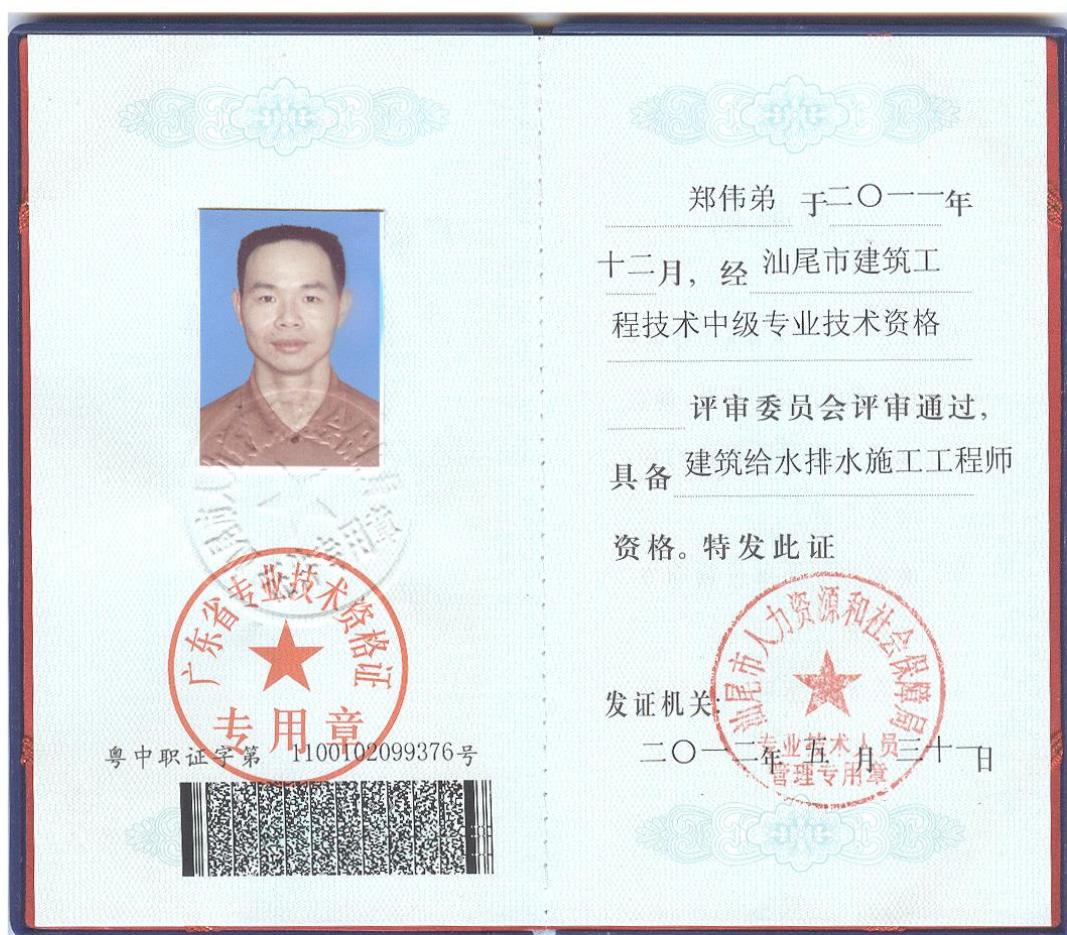 广东省专业技术资格证
专用章
粤中职证字第 1100102099376号
郑伟弟 于二〇一一年
十二月，经 汕尾市建筑工
程技术中级专业技术资格
评审委员会评审通过，
具备 建筑给水排水施工工程师
资格。特发此证
汕尾市人力资源和社会保障局
发证机关：
专业技术人员
二〇一二年 五 月 三十一日
管理专用章